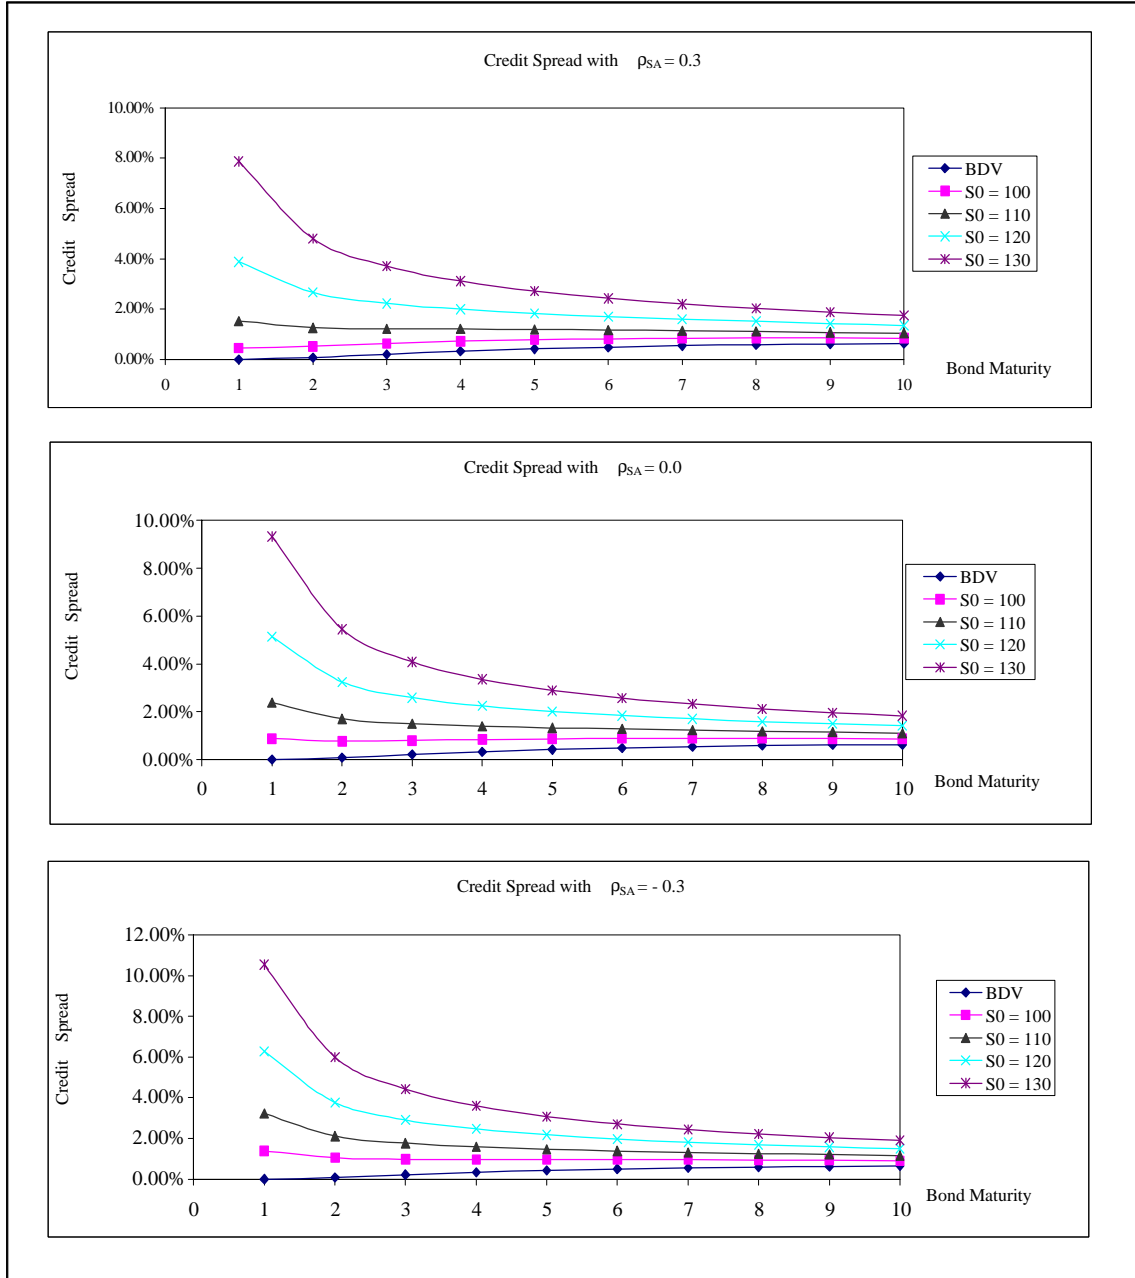 Credit Spread with ρSA = 0.3
10.00%
8.00%
6.00%
4.00%
2.00%
0.00%
Credit Spread
0 1 2 3 4 5 6 7 8 9 10
Bond Maturity
BDV
S0 = 100
S0 = 110
S0 = 120
S0 = 130
Credit Spread with ρSA = 0.0
10.00%
8.00%
6.00%
4.00%
2.00%
0.00%
Credit Spread
0 1 2 3 4 5 6 7 8 9 10
Bond Maturity
BDV
S0 = 100
S0 = 110
S0 = 120
S0 = 130
Credit Spread with ρSA = - 0.3
12.00%
10.00%
8.00%
6.00%
4.00%
2.00%
0.00%
Credit Spread
0 1 2 3 4 5 6 7 8 9 10
Bond Maturity
BDV
S0 = 100
S0 = 110
S0 = 120
S0 = 130